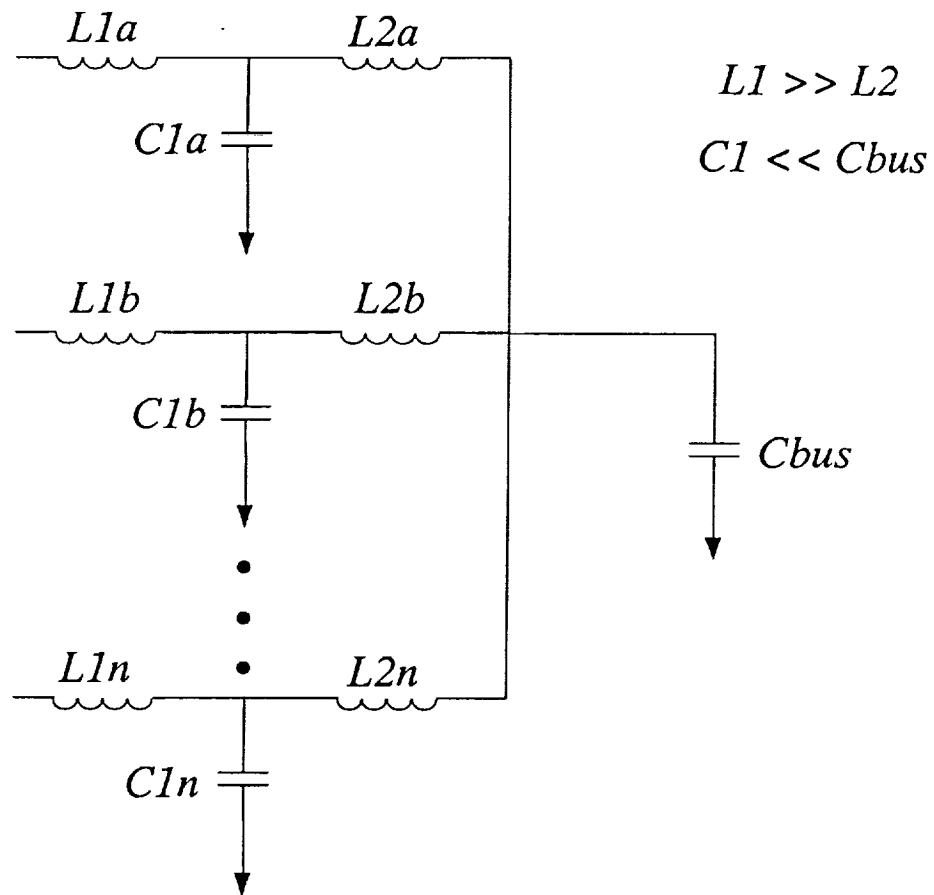 L1a
L2a
L1 >> L2
C1a
C1 << Cbus
L1b
L2b
C1b
Cbus
L1n
L2n
C1n